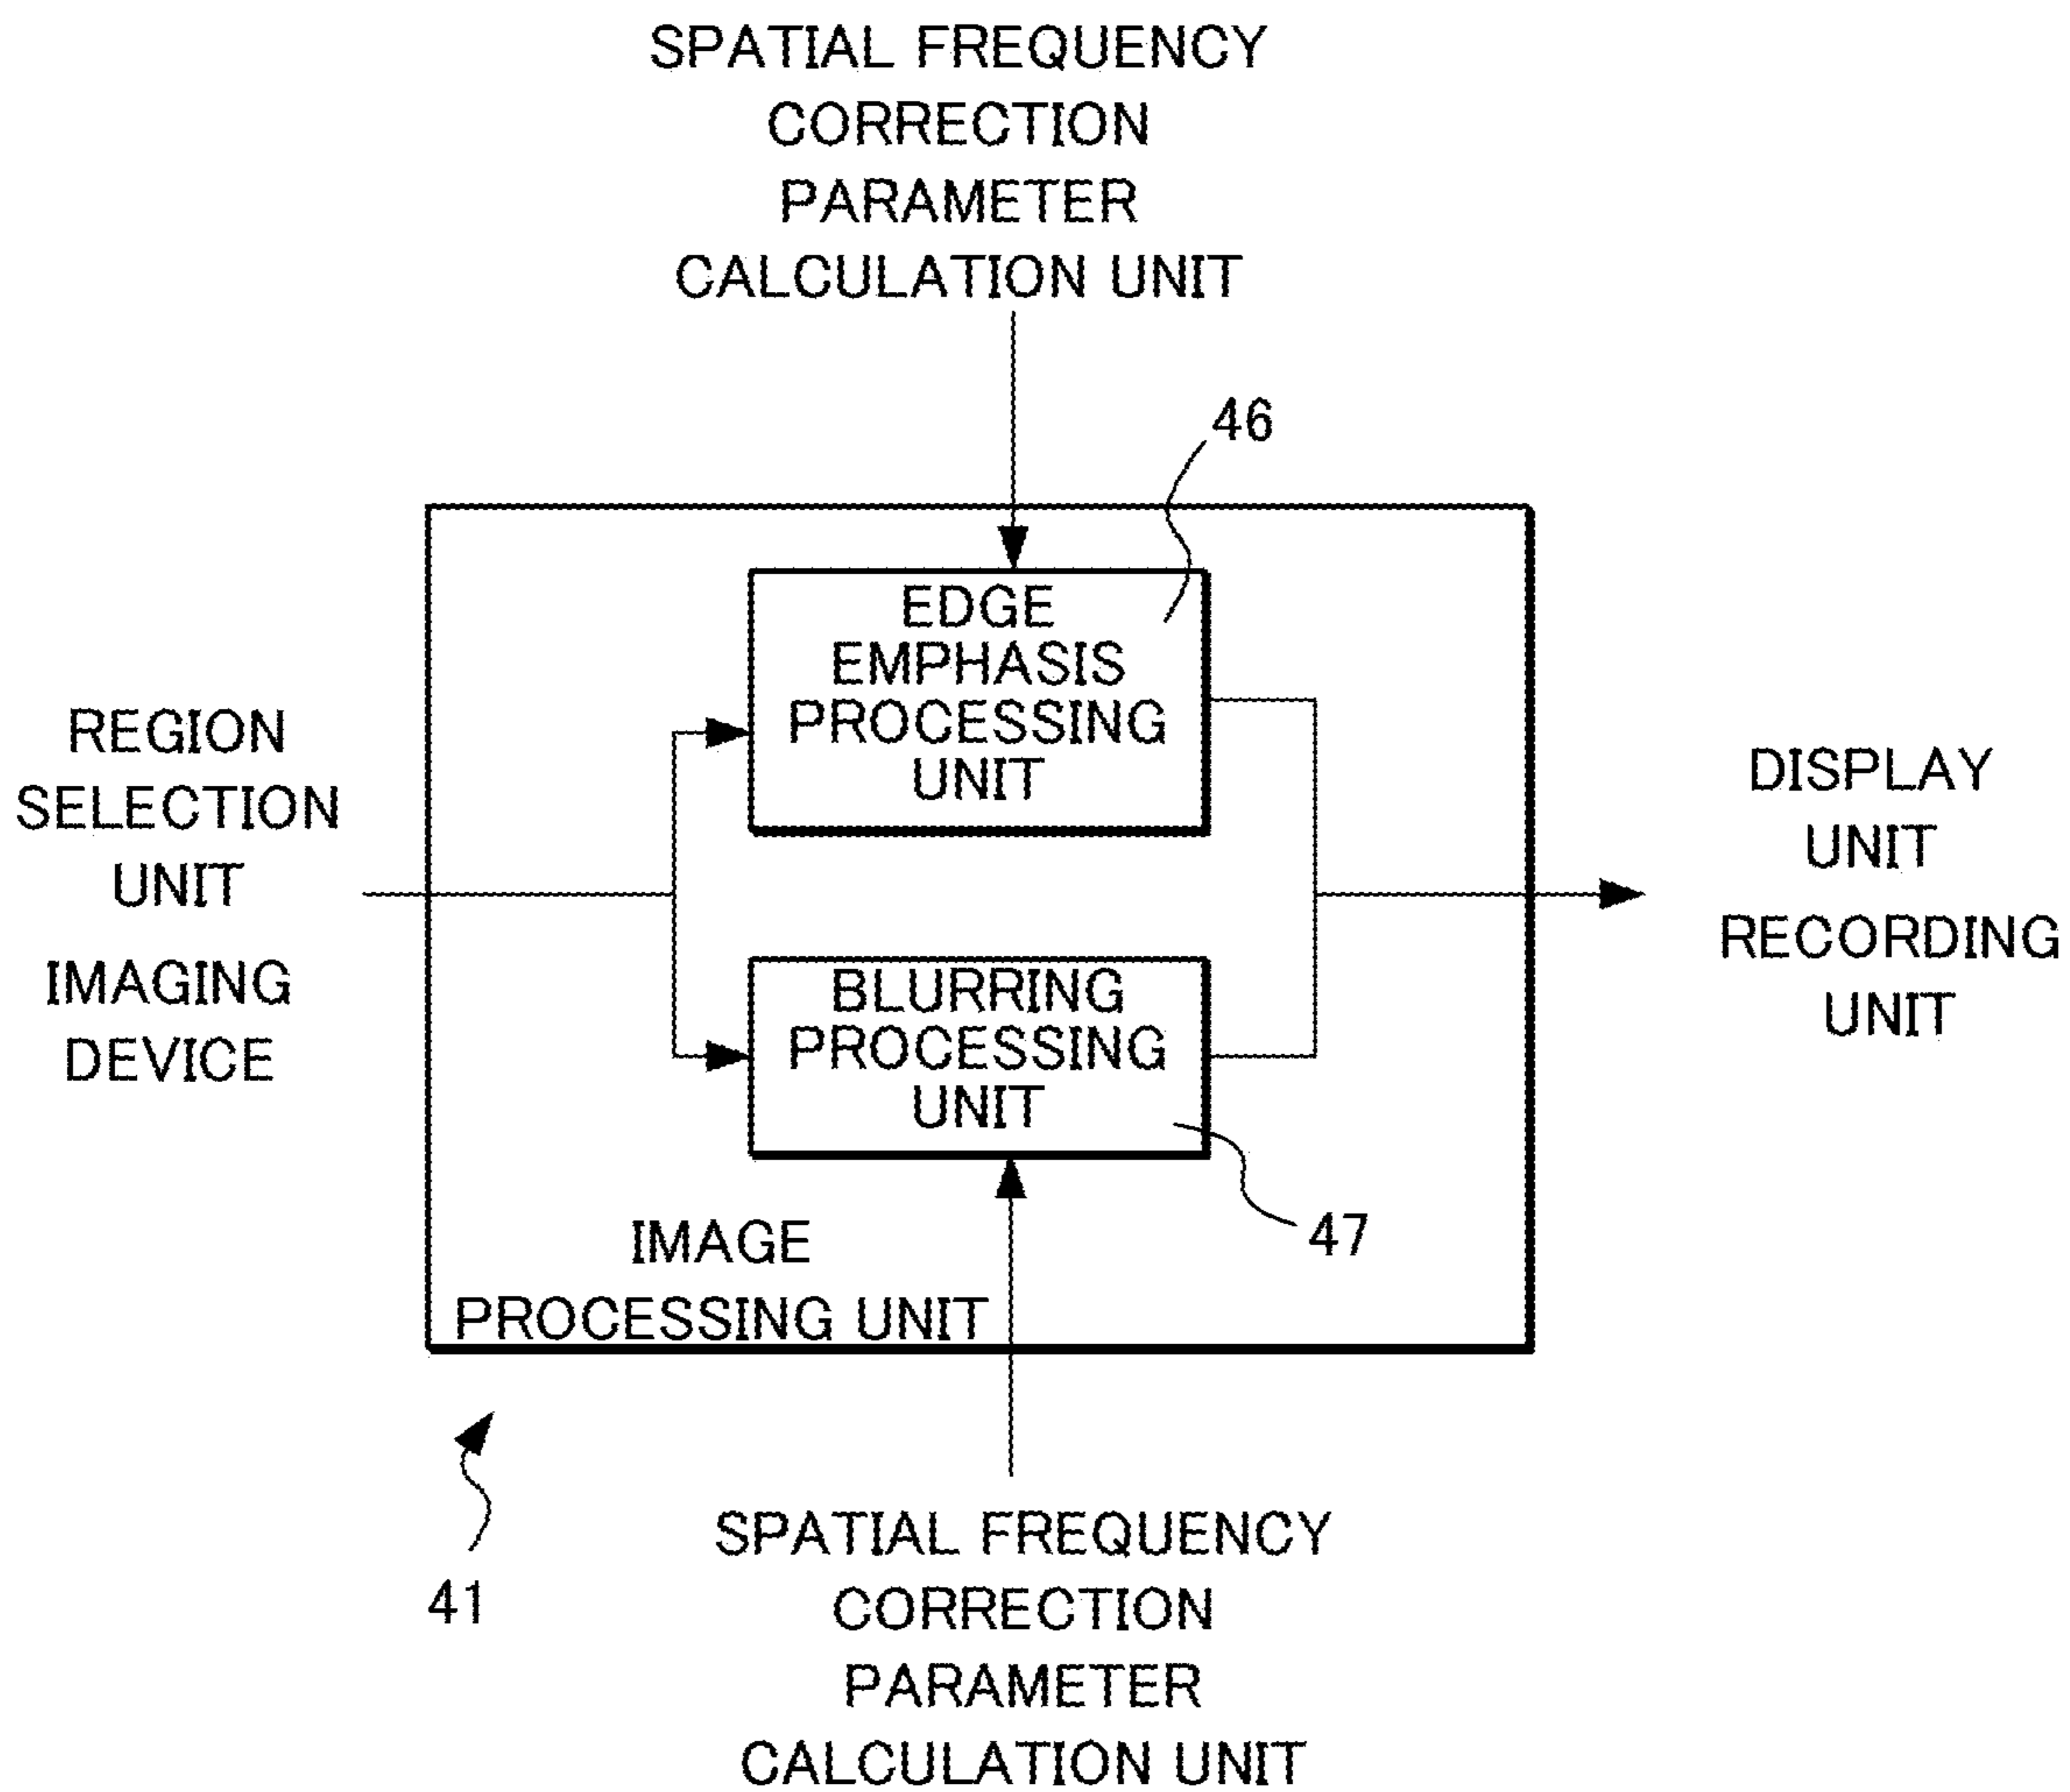 SPATIAL FREQUENCY
CORRECTION
PARAMETER
CALCULATION UNIT
46
EDGE
EMPHASIS
PROCESSING
UNIT
REGION
SELECTION
UNIT
IMAGING
DEVICE
DISPLAY
UNIT
RECORDING
UNIT
BLURRING
PROCESSING
UNIT
47
IMAGE
PROCESSING UNIT
41
SPATIAL FREQUENCY
CORRECTION
PARAMETER
CALCULATION UNIT